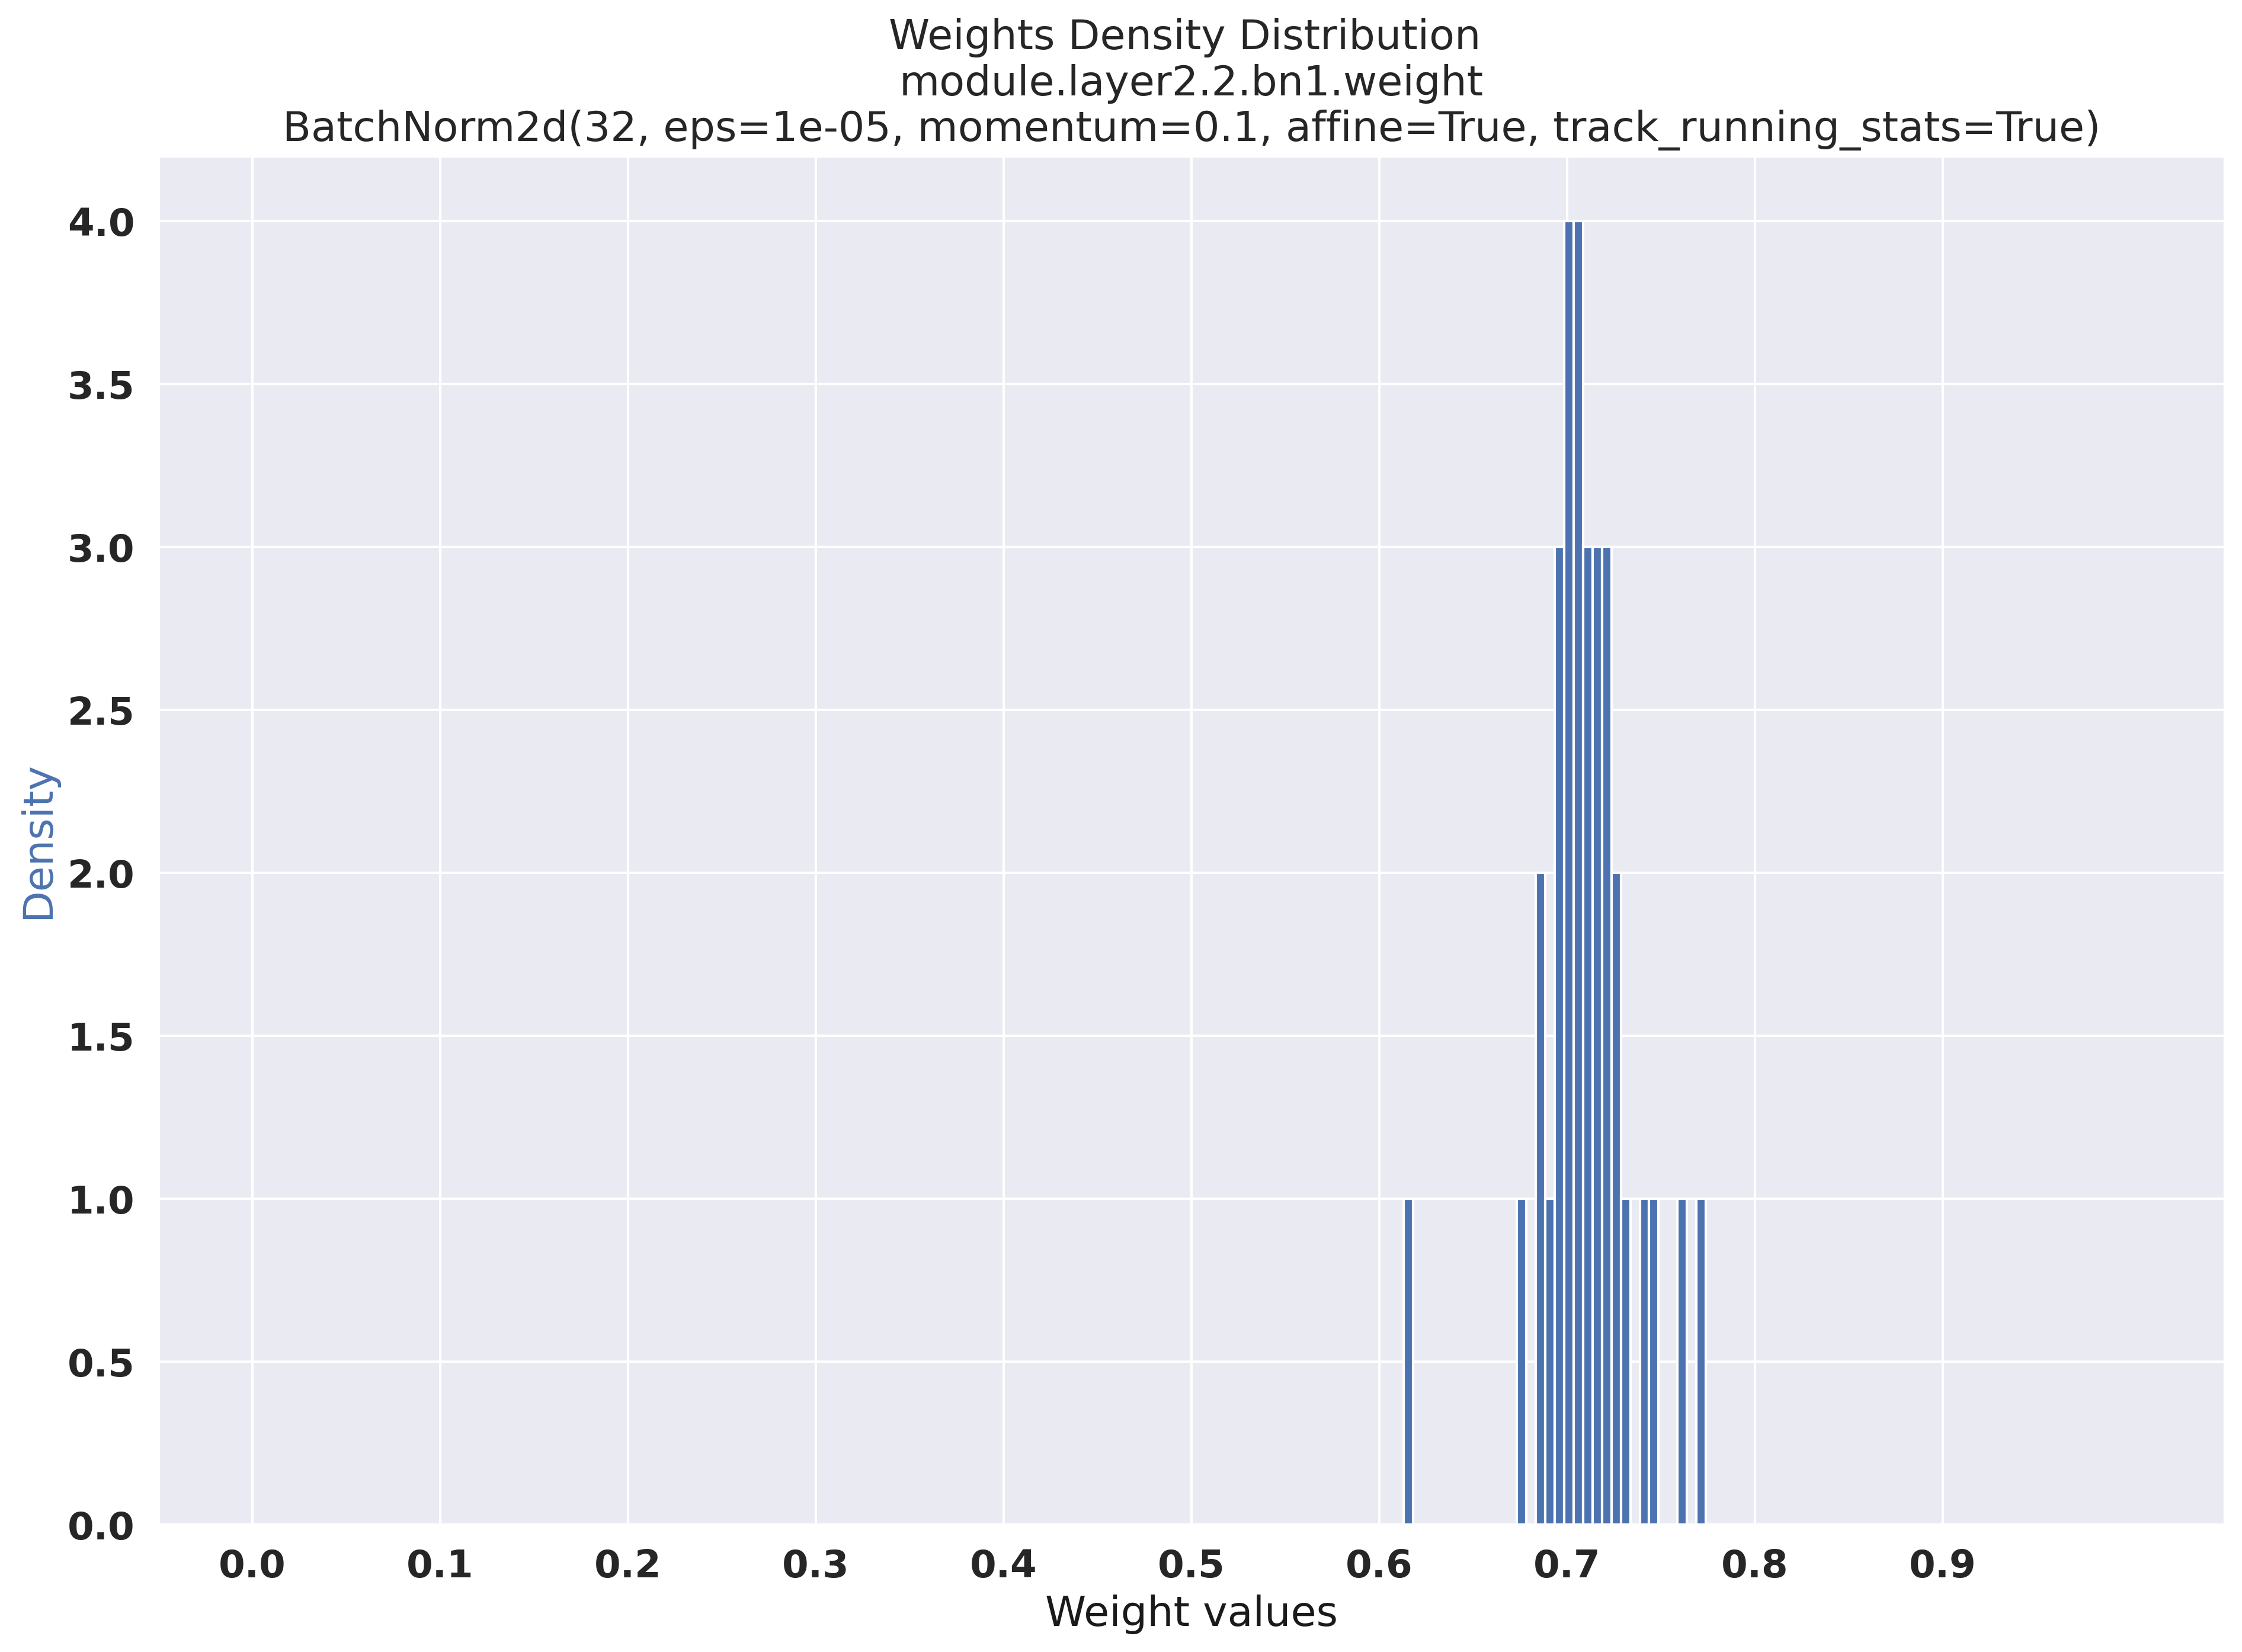 Weights Density Distribution
module.layer2.2.bn1.weight
BatchNorm2d(32, eps=1e-05, momentum=0.1, affine=True, track_running_stats=True)
4.0
3.5
3.0
2.5
2.0
1.5
1.0
0.5
0.0
Density
0.0 0.1 0.2 0.3 0.4 0.5 0.6 0.7 0.8 0.9
Weight values